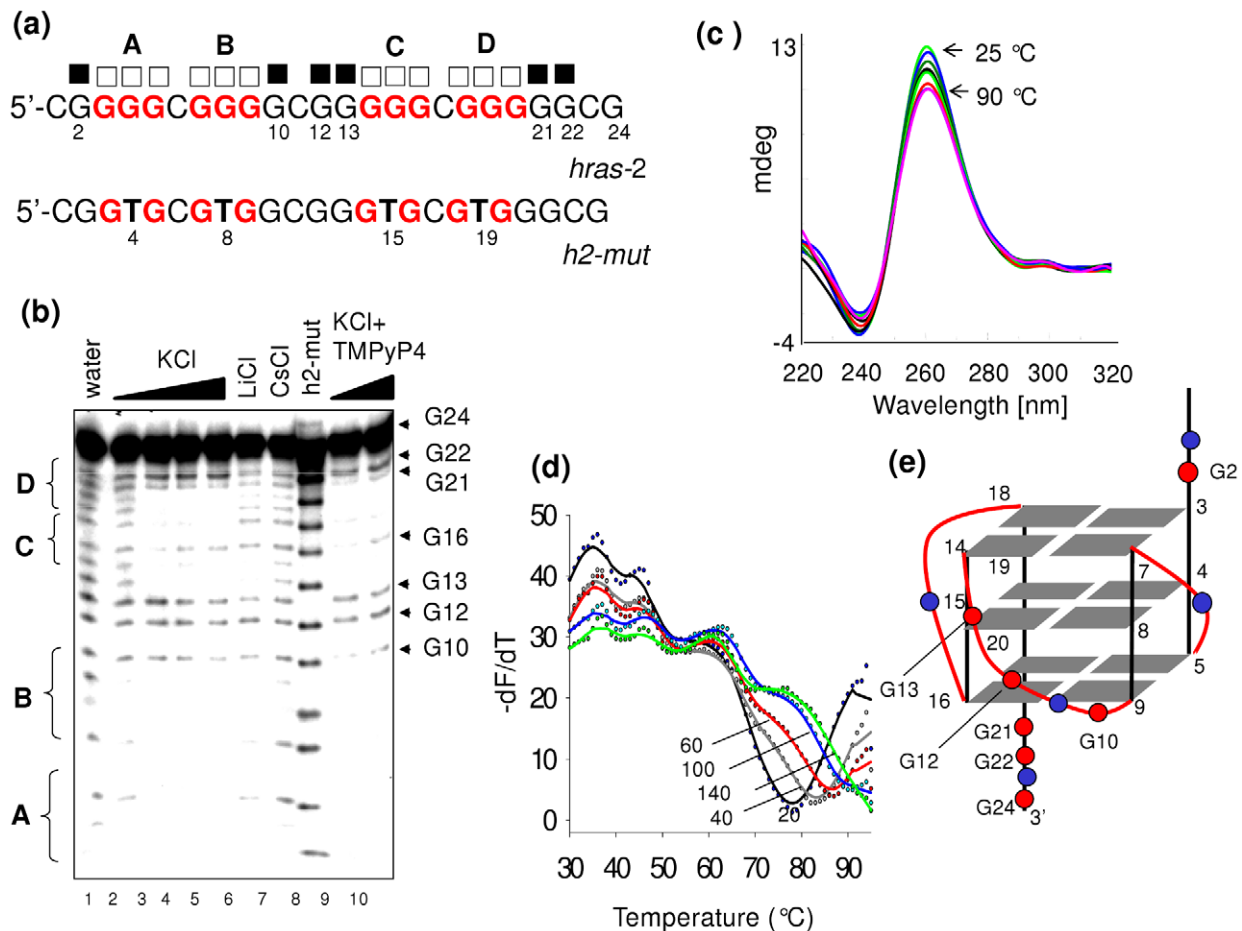 (a)
A B C D
5'-CGGGGCGGGGCGGGGGCGGGGGCG
2 10 12 13 21 22 24
hras-2
5'-CGGTGCGTGGCGGGTGCGTGGGCG
4 8 15 19
h2-mut
(b)
water
KCl
LiCl
CsCl
h2-mut
KCl+
TMPyP4
G24
G22
G21
G16
G13
G12
G10
D
C
B
A
1 2 3 4 5 6 7 8 9 10
(c )
13
mdeg
-4
25 °C
90 °C
220 240 260 280 300 320
Wavelength [nm]
(d)
50
40
30
20
10
0
-dF/dT
60
100
140
40
20
30 40 50 60 70 80 90
Temperature (°C)
(e)
G2
18
3
14
19
7
4
15
8
20
5
16
9
G13
G12
G10
G21
G22
G24
3'